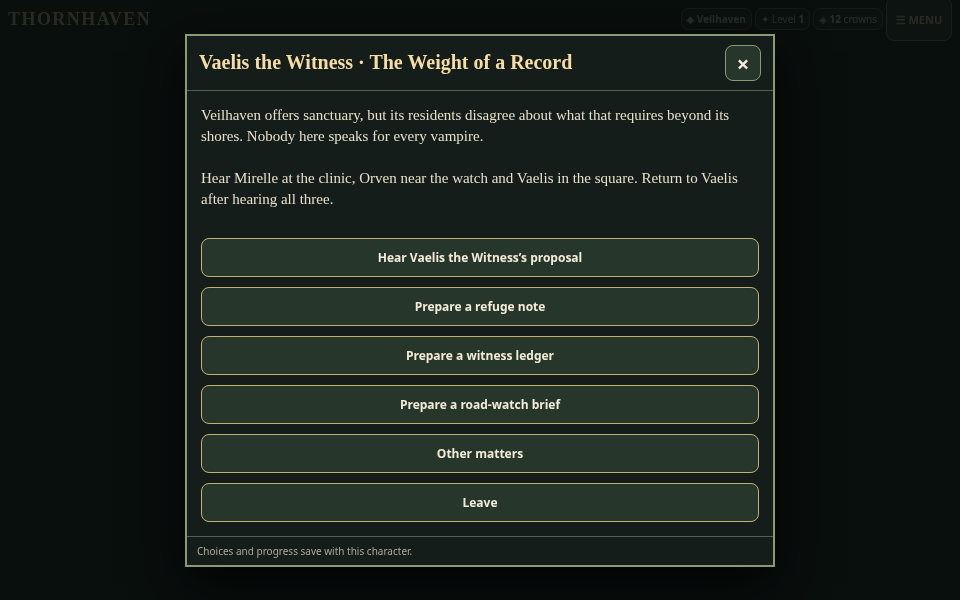 THORNHAVEN
◆ Veilhaven
✦ Level 1
◈ 12 crowns
☰ MENU
Vaelis the Witness · The Weight of a Record
×
Veilhaven offers sanctuary, but its residents disagree about what that requires beyond its
shores. Nobody here speaks for every vampire.
Hear Mirelle at the clinic, Orven near the watch and Vaelis in the square. Return to Vaelis
after hearing all three.
Hear Vaelis the Witness’s proposal
Prepare a refuge note
Prepare a witness ledger
Prepare a road-watch brief
Other matters
Leave
Choices and progress save with this character.